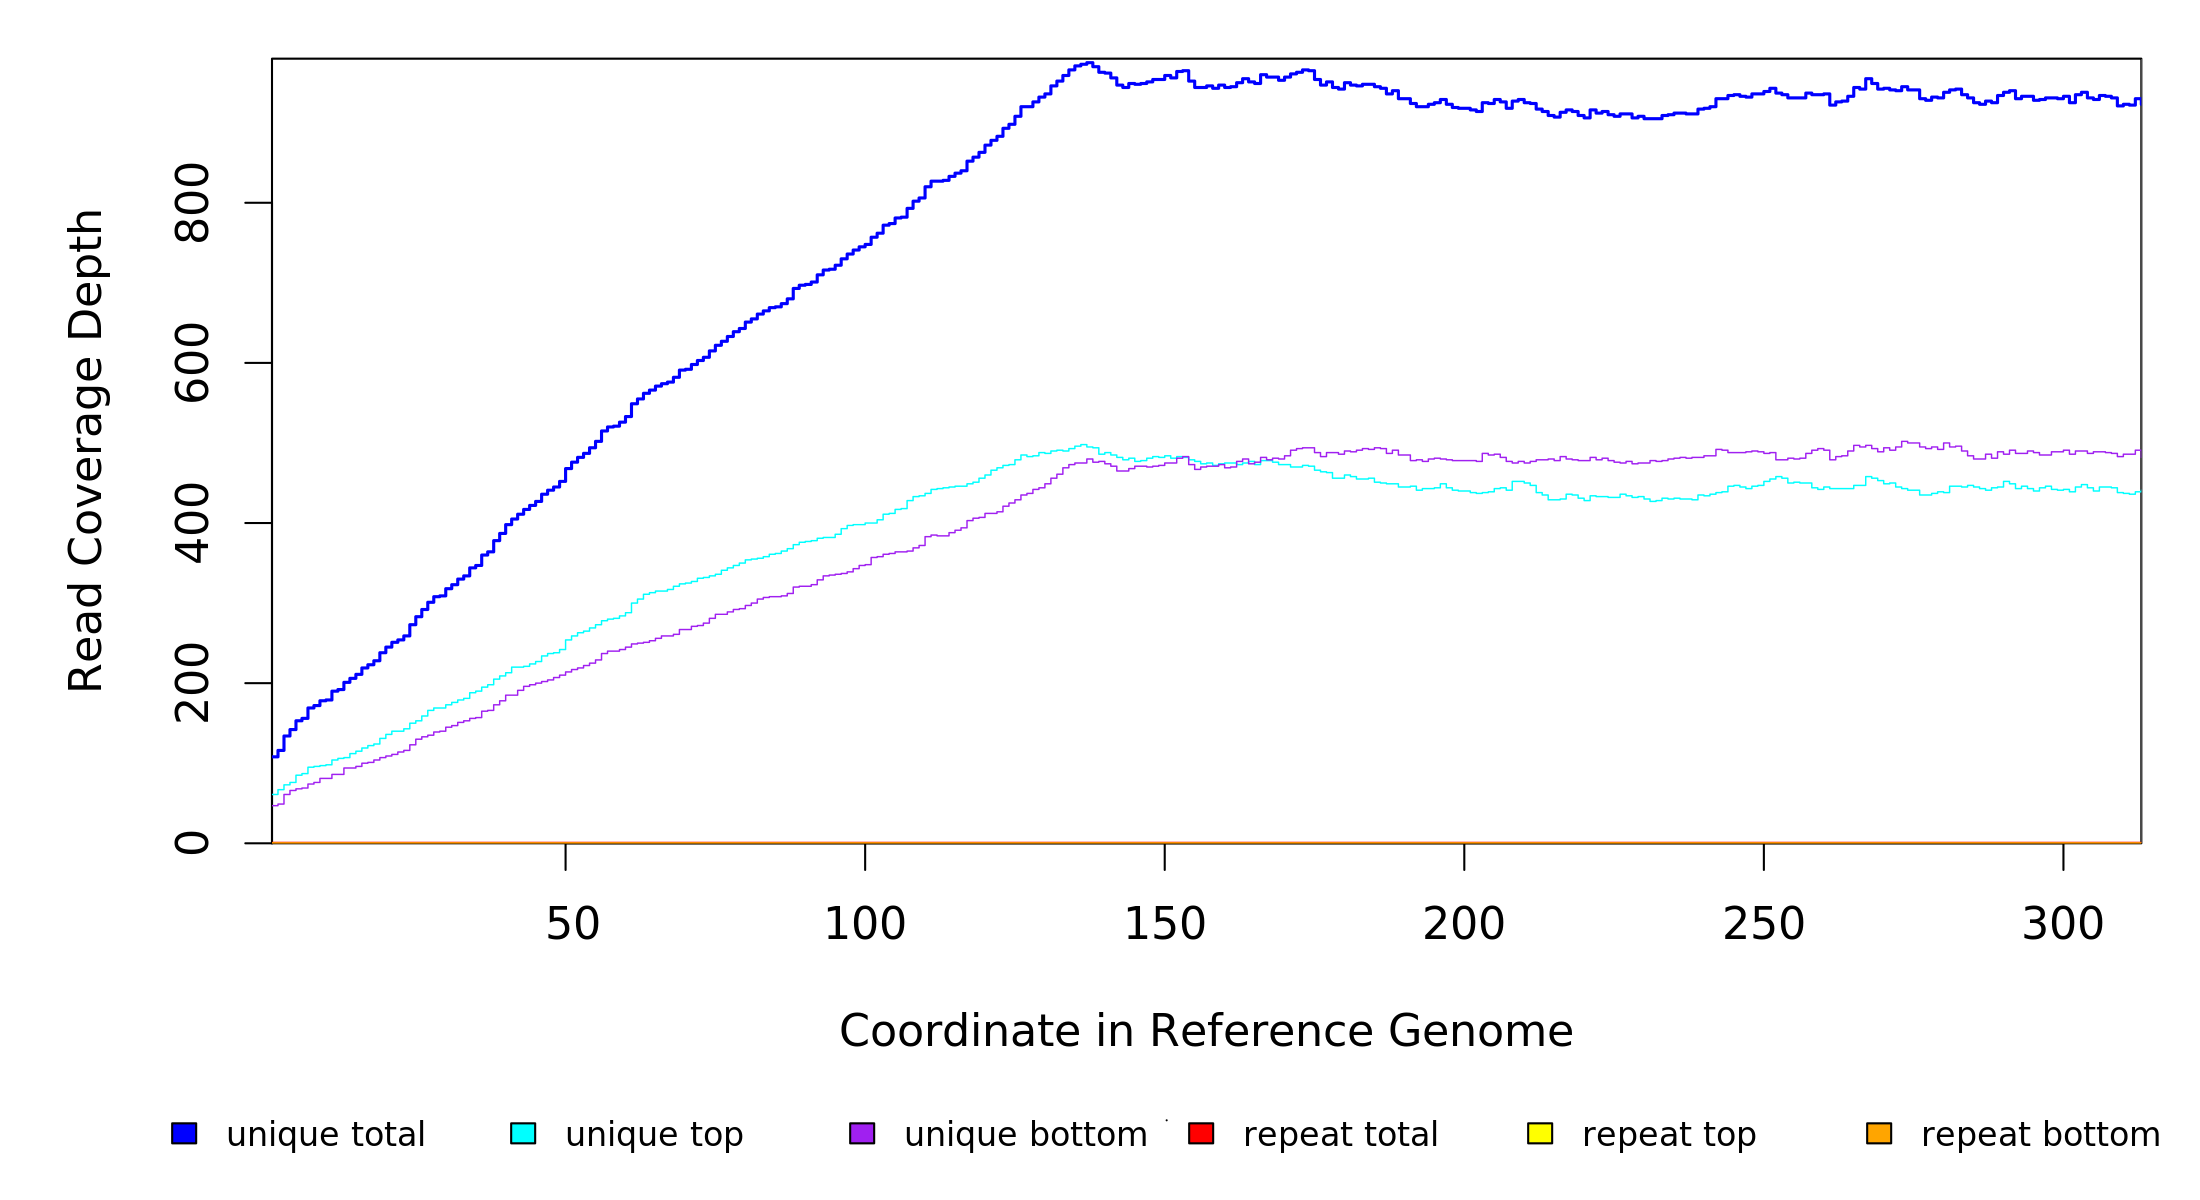 Read Coverage Depth
800
600
400
200
0
50 100 150 200 250 300
Coordinate in Reference Genome
unique total unique top unique bottom repeat total repeat top repeat bottom